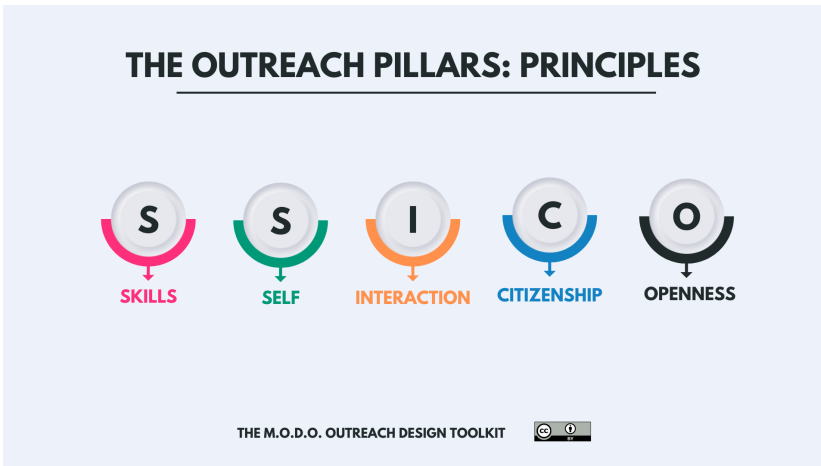 THE OUTREACH PILLARS: PRINCIPLES
S S I C O
SKILLS SELF INTERACTION CITIZENSHIP OPENNESS
THE M.O.D.O. OUTREACH DESIGN TOOLKIT
CC
BY